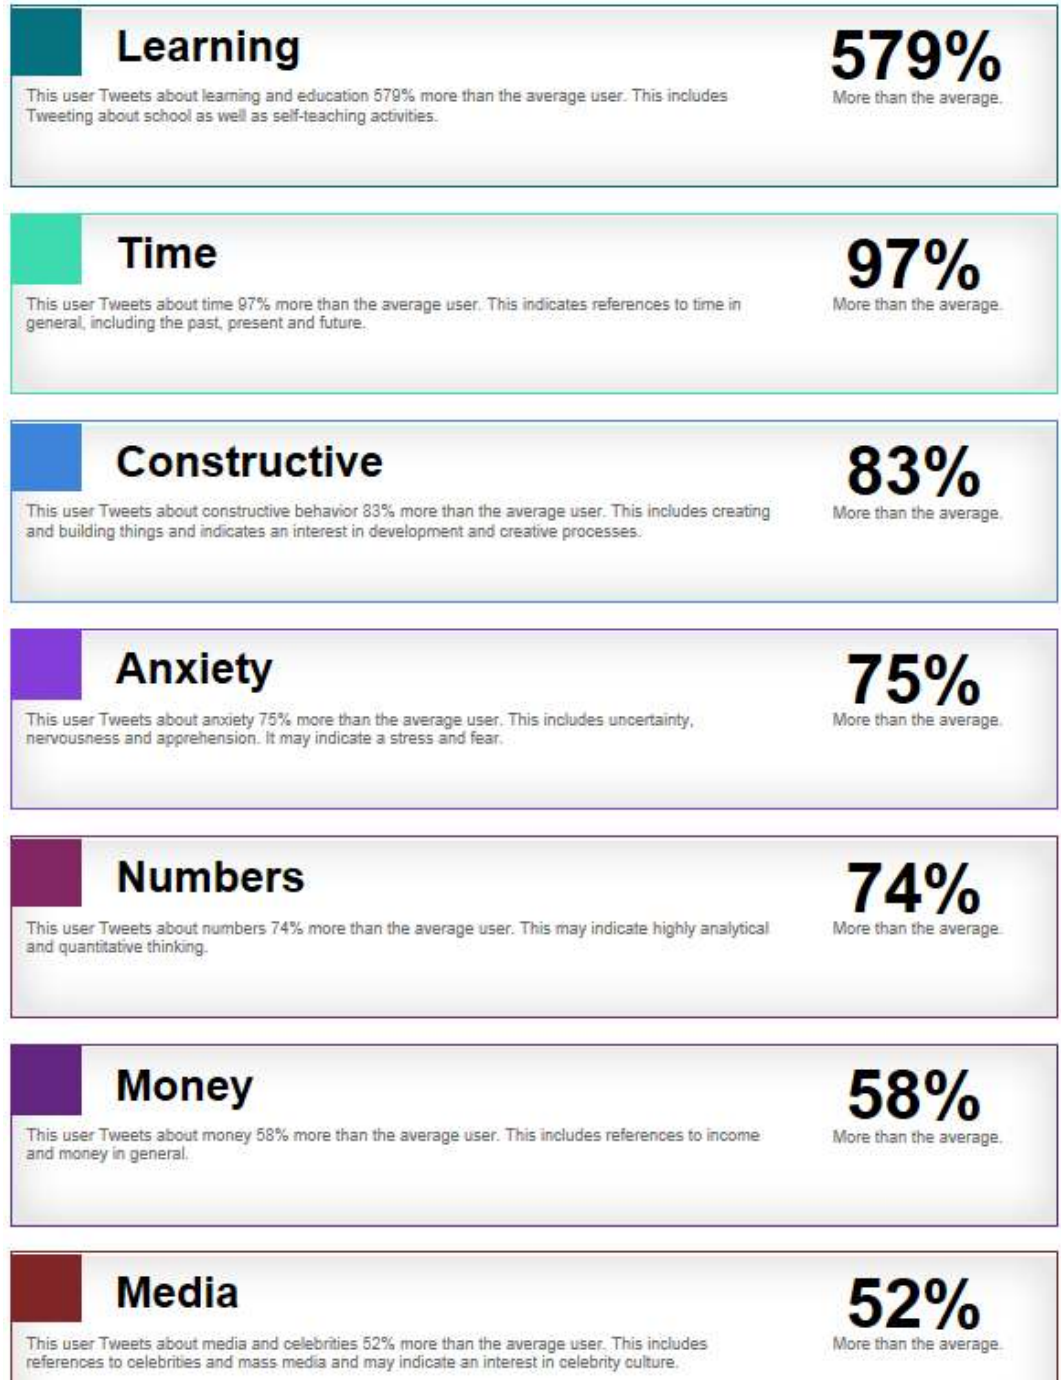 Learning
579%
This user Tweets about learning and education 579% more than the average user. This includes
Tweeting about school as well as self-teaching activities.
More than the average.
Time
97%
This user Tweets about time 97% more than the average user. This indicates references to time in
general, including the past, present and future.
More than the average.
Constructive
83%
This user Tweets about constructive behavior 83% more than the average user. This includes creating
and building things and indicates an interest in development and creative processes.
More than the average.
Anxiety
75%
This user Tweets about anxiety 75% more than the average user. This includes uncertainty,
nervousness and apprehension. It may indicate a stress and fear.
More than the average.
Numbers
74%
This user Tweets about numbers 74% more than the average user. This may indicate highly analytical
and quantitative thinking.
More than the average.
Money
58%
This user Tweets about money 58% more than the average user. This includes references to income
and money in general.
More than the average.
Media
52%
This user Tweets about media and celebrities 52% more than the average user. This includes
references to celebrities and mass media and may indicate an interest in celebrity culture.
More than the average.